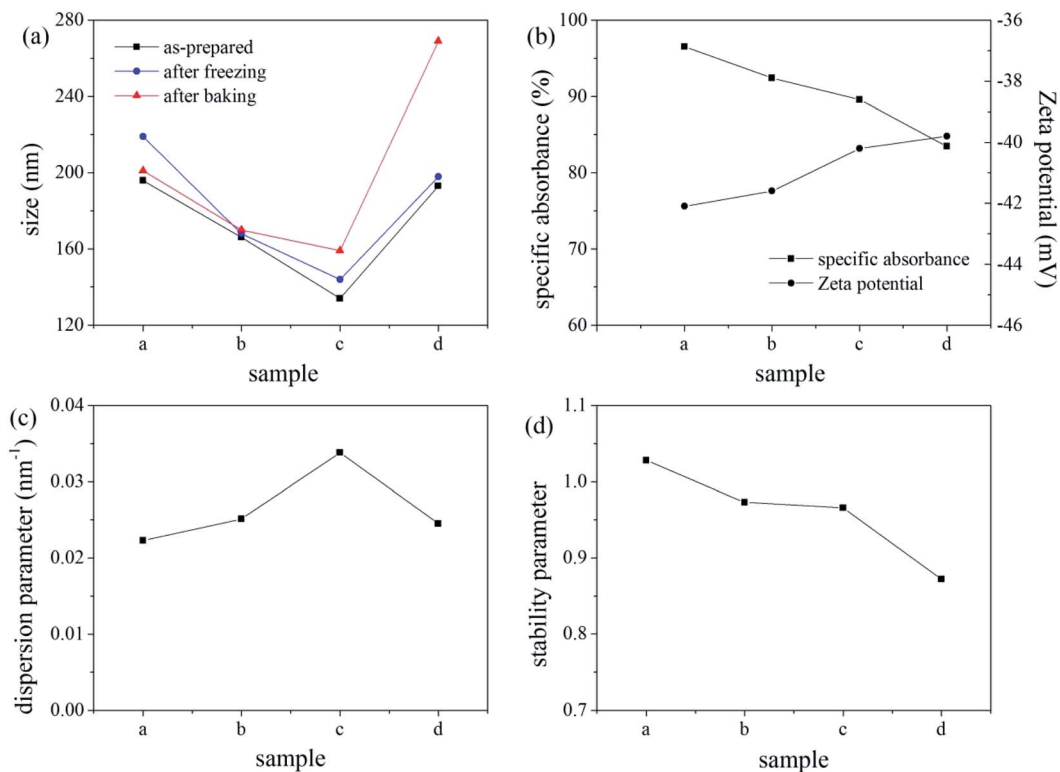 (a)
as-prepared
after freezing
after baking
280
240
200
160
120
size (nm)
a b c d
sample
(b)
100
90
80
70
60
specific absorbance (%)
-36
-38
-40
-42
-44
-46
Zeta potential (mV)
specific absorbance
Zeta potential
a b c d
sample
(c)
0.04
0.03
0.02
0.01
0.00
dispersion parameter (nm⁻¹)
a b c d
sample
(d)
1.1
1.0
0.9
0.8
0.7
stability parameter
a b c d
sample